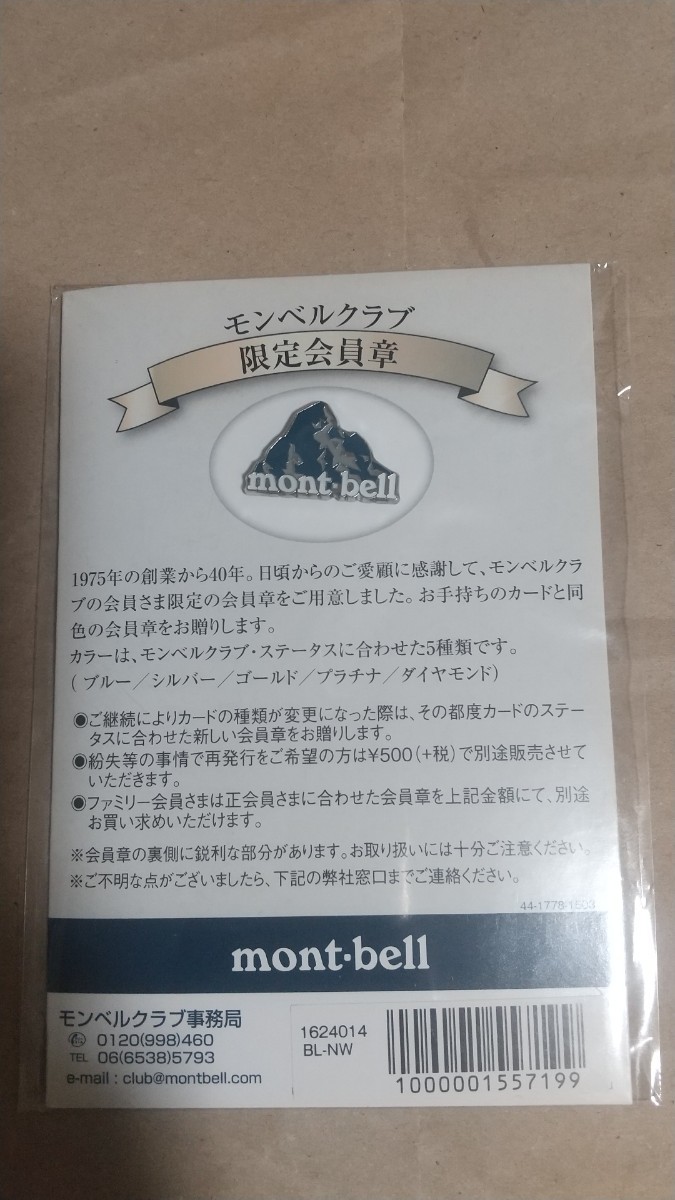 モンベルクラブ
限定会員章
mont·bell
1975年の創業から40年。日頃からのご愛顧に感謝して、モンベルクラ
ブの会員さま限定の会員章をご用意しました。お手持ちのカードと同
色の会員章をお贈りします。
カラーは、モンベルクラブ・ステータスに合わせた5種類です。
(ブルー／シルバー／ゴールド／プラチナ／ダイヤモンド)
◉ご継続によりカードの種類が変更になった際は、その都度カードのステー
タスに合わせた新しい会員章をお贈りします。
◉紛失等の事情で再発行をご希望の方は¥500(+税)で別途販売させて
いただきます。
◉ファミリー会員さまは正会員さまに合わせた会員章を上記金額にて、別途
お買い求めいただけます。
※会員章の裏側に鋭利な部分があります。お取り扱いには十分ご注意ください。
※ご不明な点がございましたら、下記の弊社窓口までご連絡ください。
44-1778-1503
mont·bell
モンベルクラブ事務局
0120(998)460
TEL 06(6538)5793
e-mail : club@montbell.com
1624014
BL-NW
1000001557199